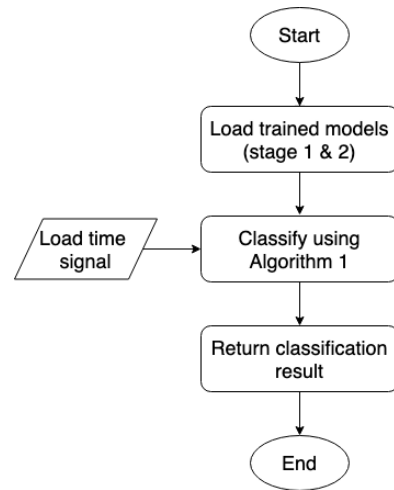 Start
Load trained models
(stage 1 & 2)
Load time
signal
Classify using
Algorithm 1
Return classification
result
End